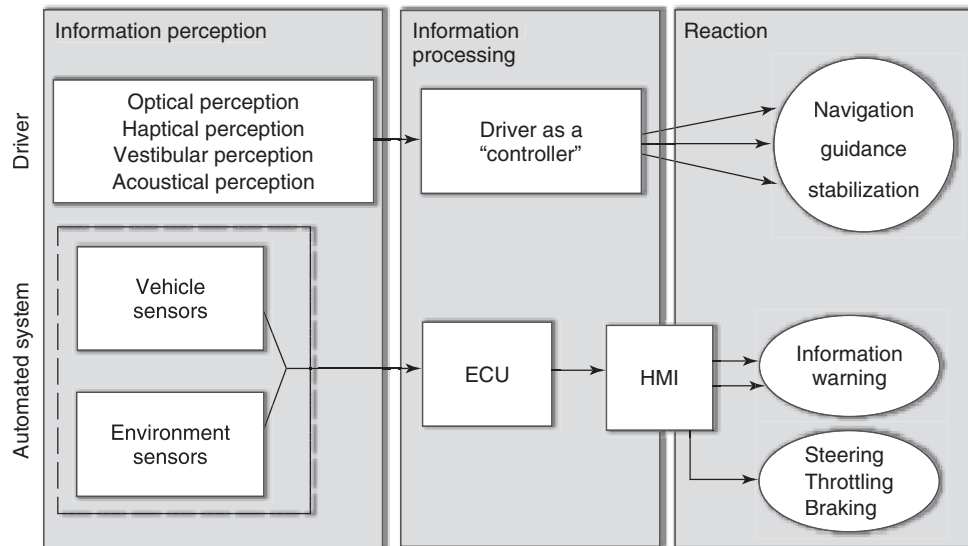 Information perception
Information
processing
Reaction
Driver
Optical perception
Haptical perception
Vestibular perception
Acoustical perception
Driver as a
“controller”
Navigation
guidance
stabilization
Automated system
Vehicle
sensors
Environment
sensors
ECU
HMI
Information
warning
Steering
Throttling
Braking